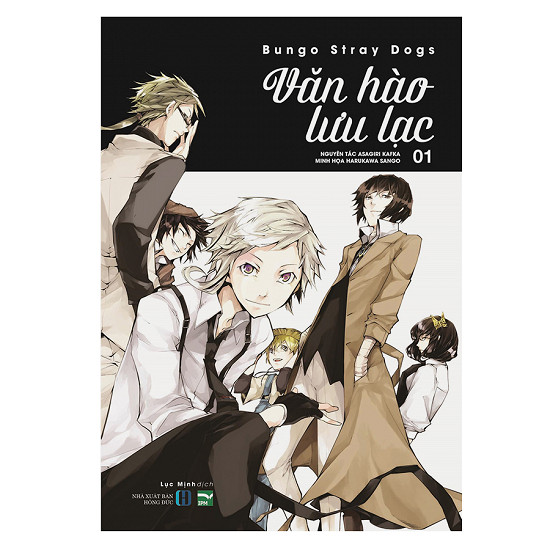 Bungo Stray Dogs
Văn hào
lưu lạc
NGUYÊN TÁC ASAGIRI KAFKA
MINH HỌA HARUKAWA SANGO
01
Lục Minh dịch
NHÀ XUẤT BẢN
HỒNG ĐỨC
IPM